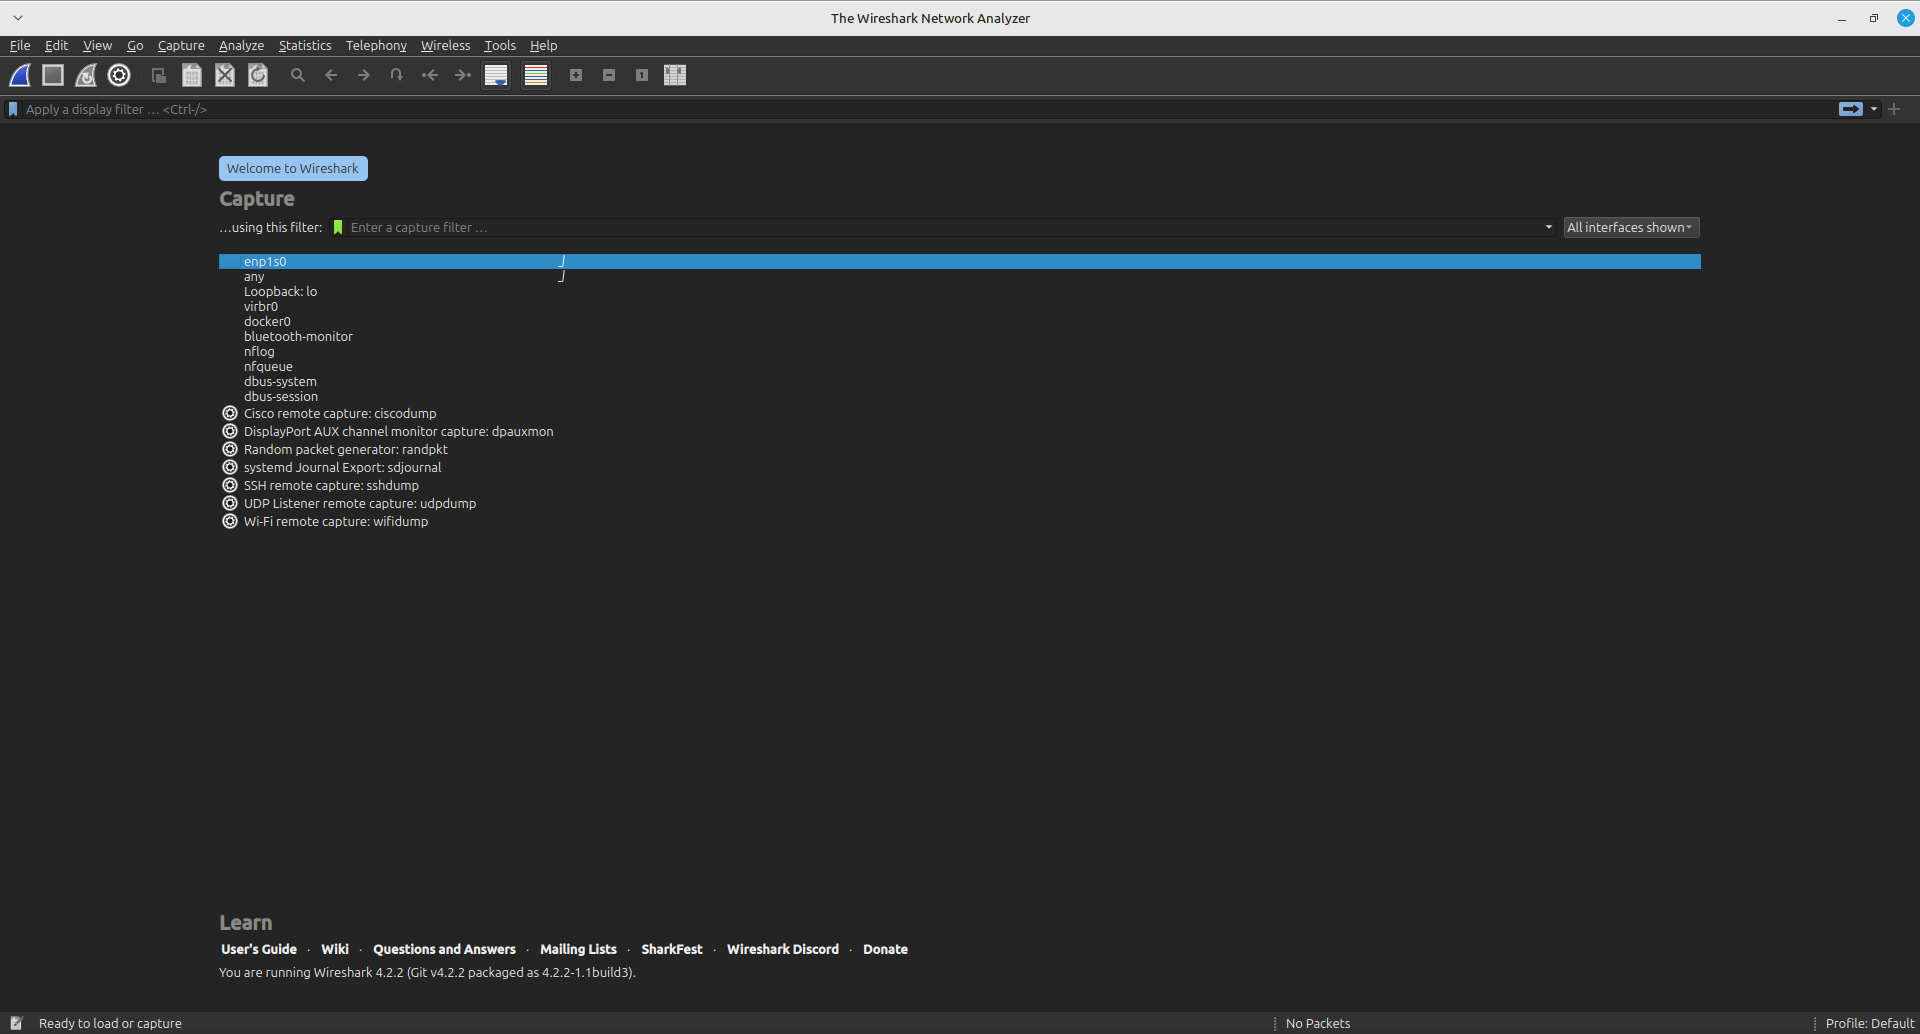 The Wireshark Network Analyzer
File Edit View Go Capture Analyze Statistics Telephony Wireless Tools Help
Apply a display filter … <Ctrl-/>
Welcome to Wireshark
Capture
…using this filter: Enter a capture filter … All interfaces shown
enp1s0
any
Loopback: lo
virbr0
docker0
bluetooth-monitor
nflog
nfqueue
dbus-system
dbus-session
Cisco remote capture: ciscodump
DisplayPort AUX channel monitor capture: dpauxmon
Random packet generator: randpkt
systemd Journal Export: sdjournal
SSH remote capture: sshdump
UDP Listener remote capture: udpdump
Wi-Fi remote capture: wifidump
Learn
User's Guide · Wiki · Questions and Answers · Mailing Lists · SharkFest · Wireshark Discord · Donate
You are running Wireshark 4.2.2 (Git v4.2.2 packaged as 4.2.2-1.1build3).
Ready to load or capture No Packets Profile: Default